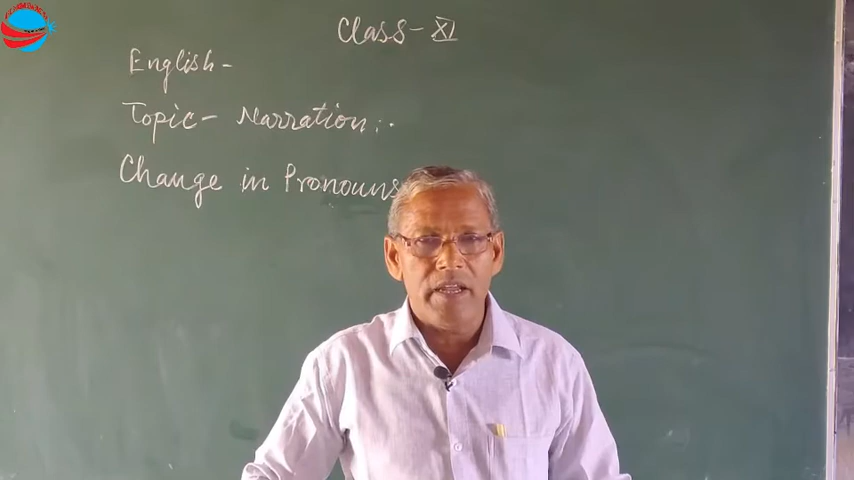 Class - XI
English -
Topic - Narration : .
Change in Pronouns